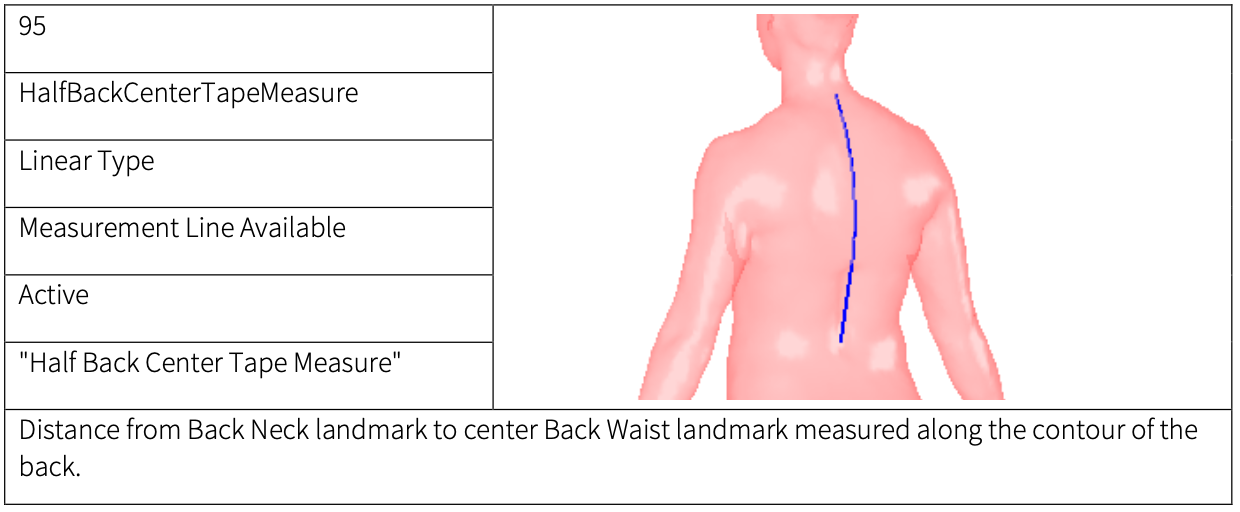 95
HalfBackCenterTapeMeasure
Linear Type
Measurement Line Available
Active
"Half Back Center Tape Measure"
Distance from Back Neck landmark to center Back Waist landmark measured along the contour of the
back.